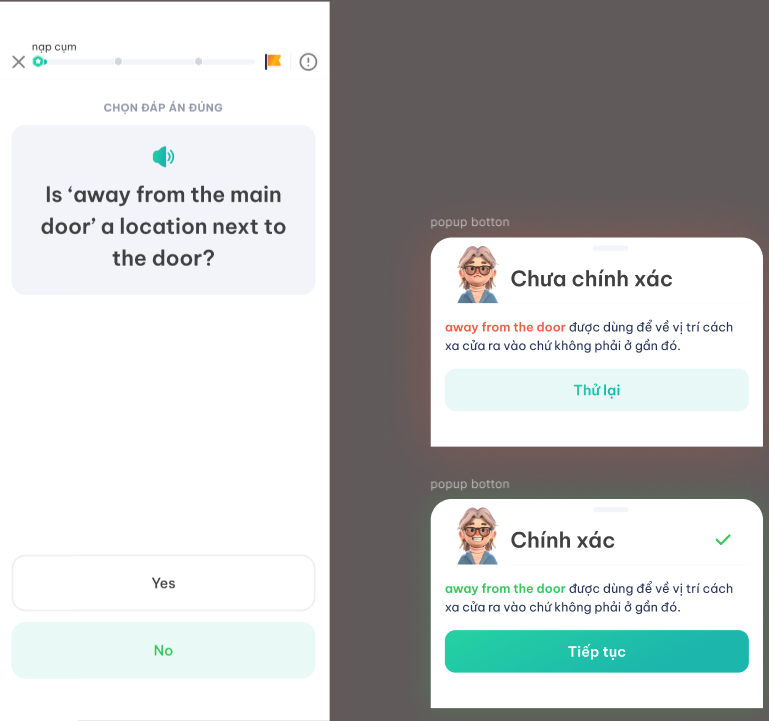 nạp cụm
CHỌN ĐÁP ÁN ĐÚNG
Is ‘away from the main
door’ a location next to
the door?
Yes
No
popup botton
Chưa chính xác
away from the door được dùng để về vị trí cách
xa cửa ra vào chứ không phải ở gần đó.
Thử lại
popup botton
Chính xác
away from the door được dùng để về vị trí cách
xa cửa ra vào chứ không phải ở gần đó.
Tiếp tục